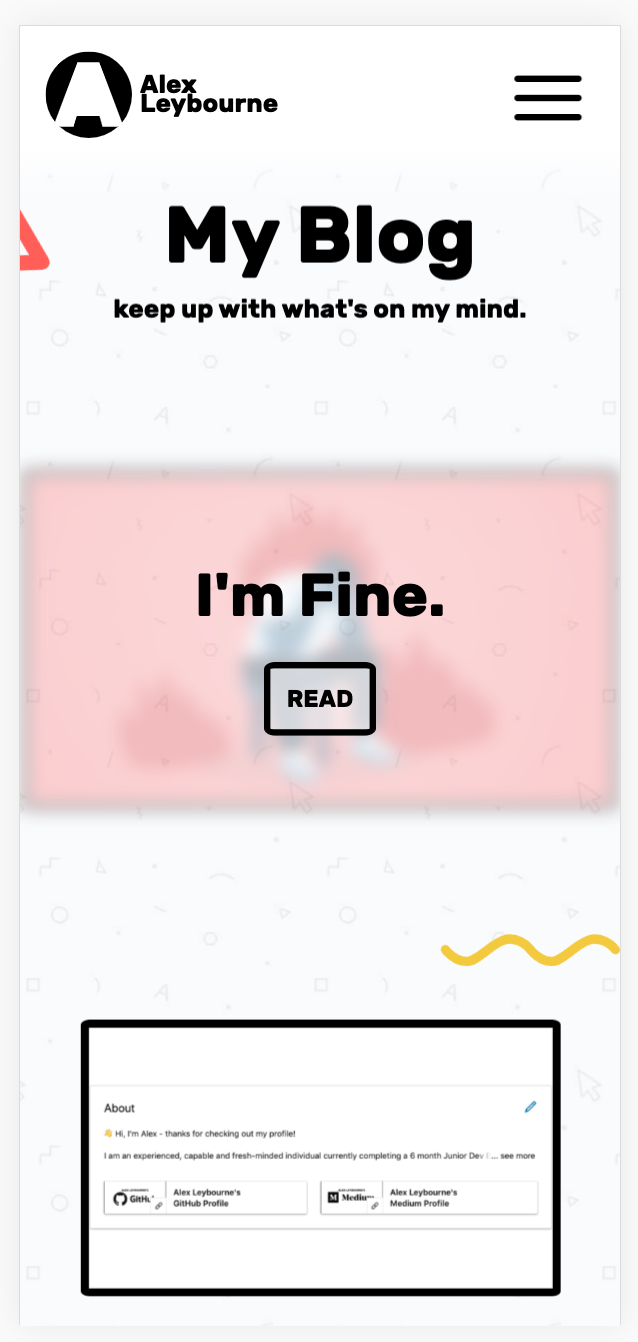 Alex
Leybourne
My Blog
keep up with what's on my mind.
I'm Fine.
READ
About
👋 Hi, I'm Alex - thanks for checking out my profile!
I am an experienced, capable and fresh-minded individual currently completing a 6 month Junior Dev ... see more
Alex Leybourne's
GitHub Profile
Medium
Alex Leybourne's
Medium Profile